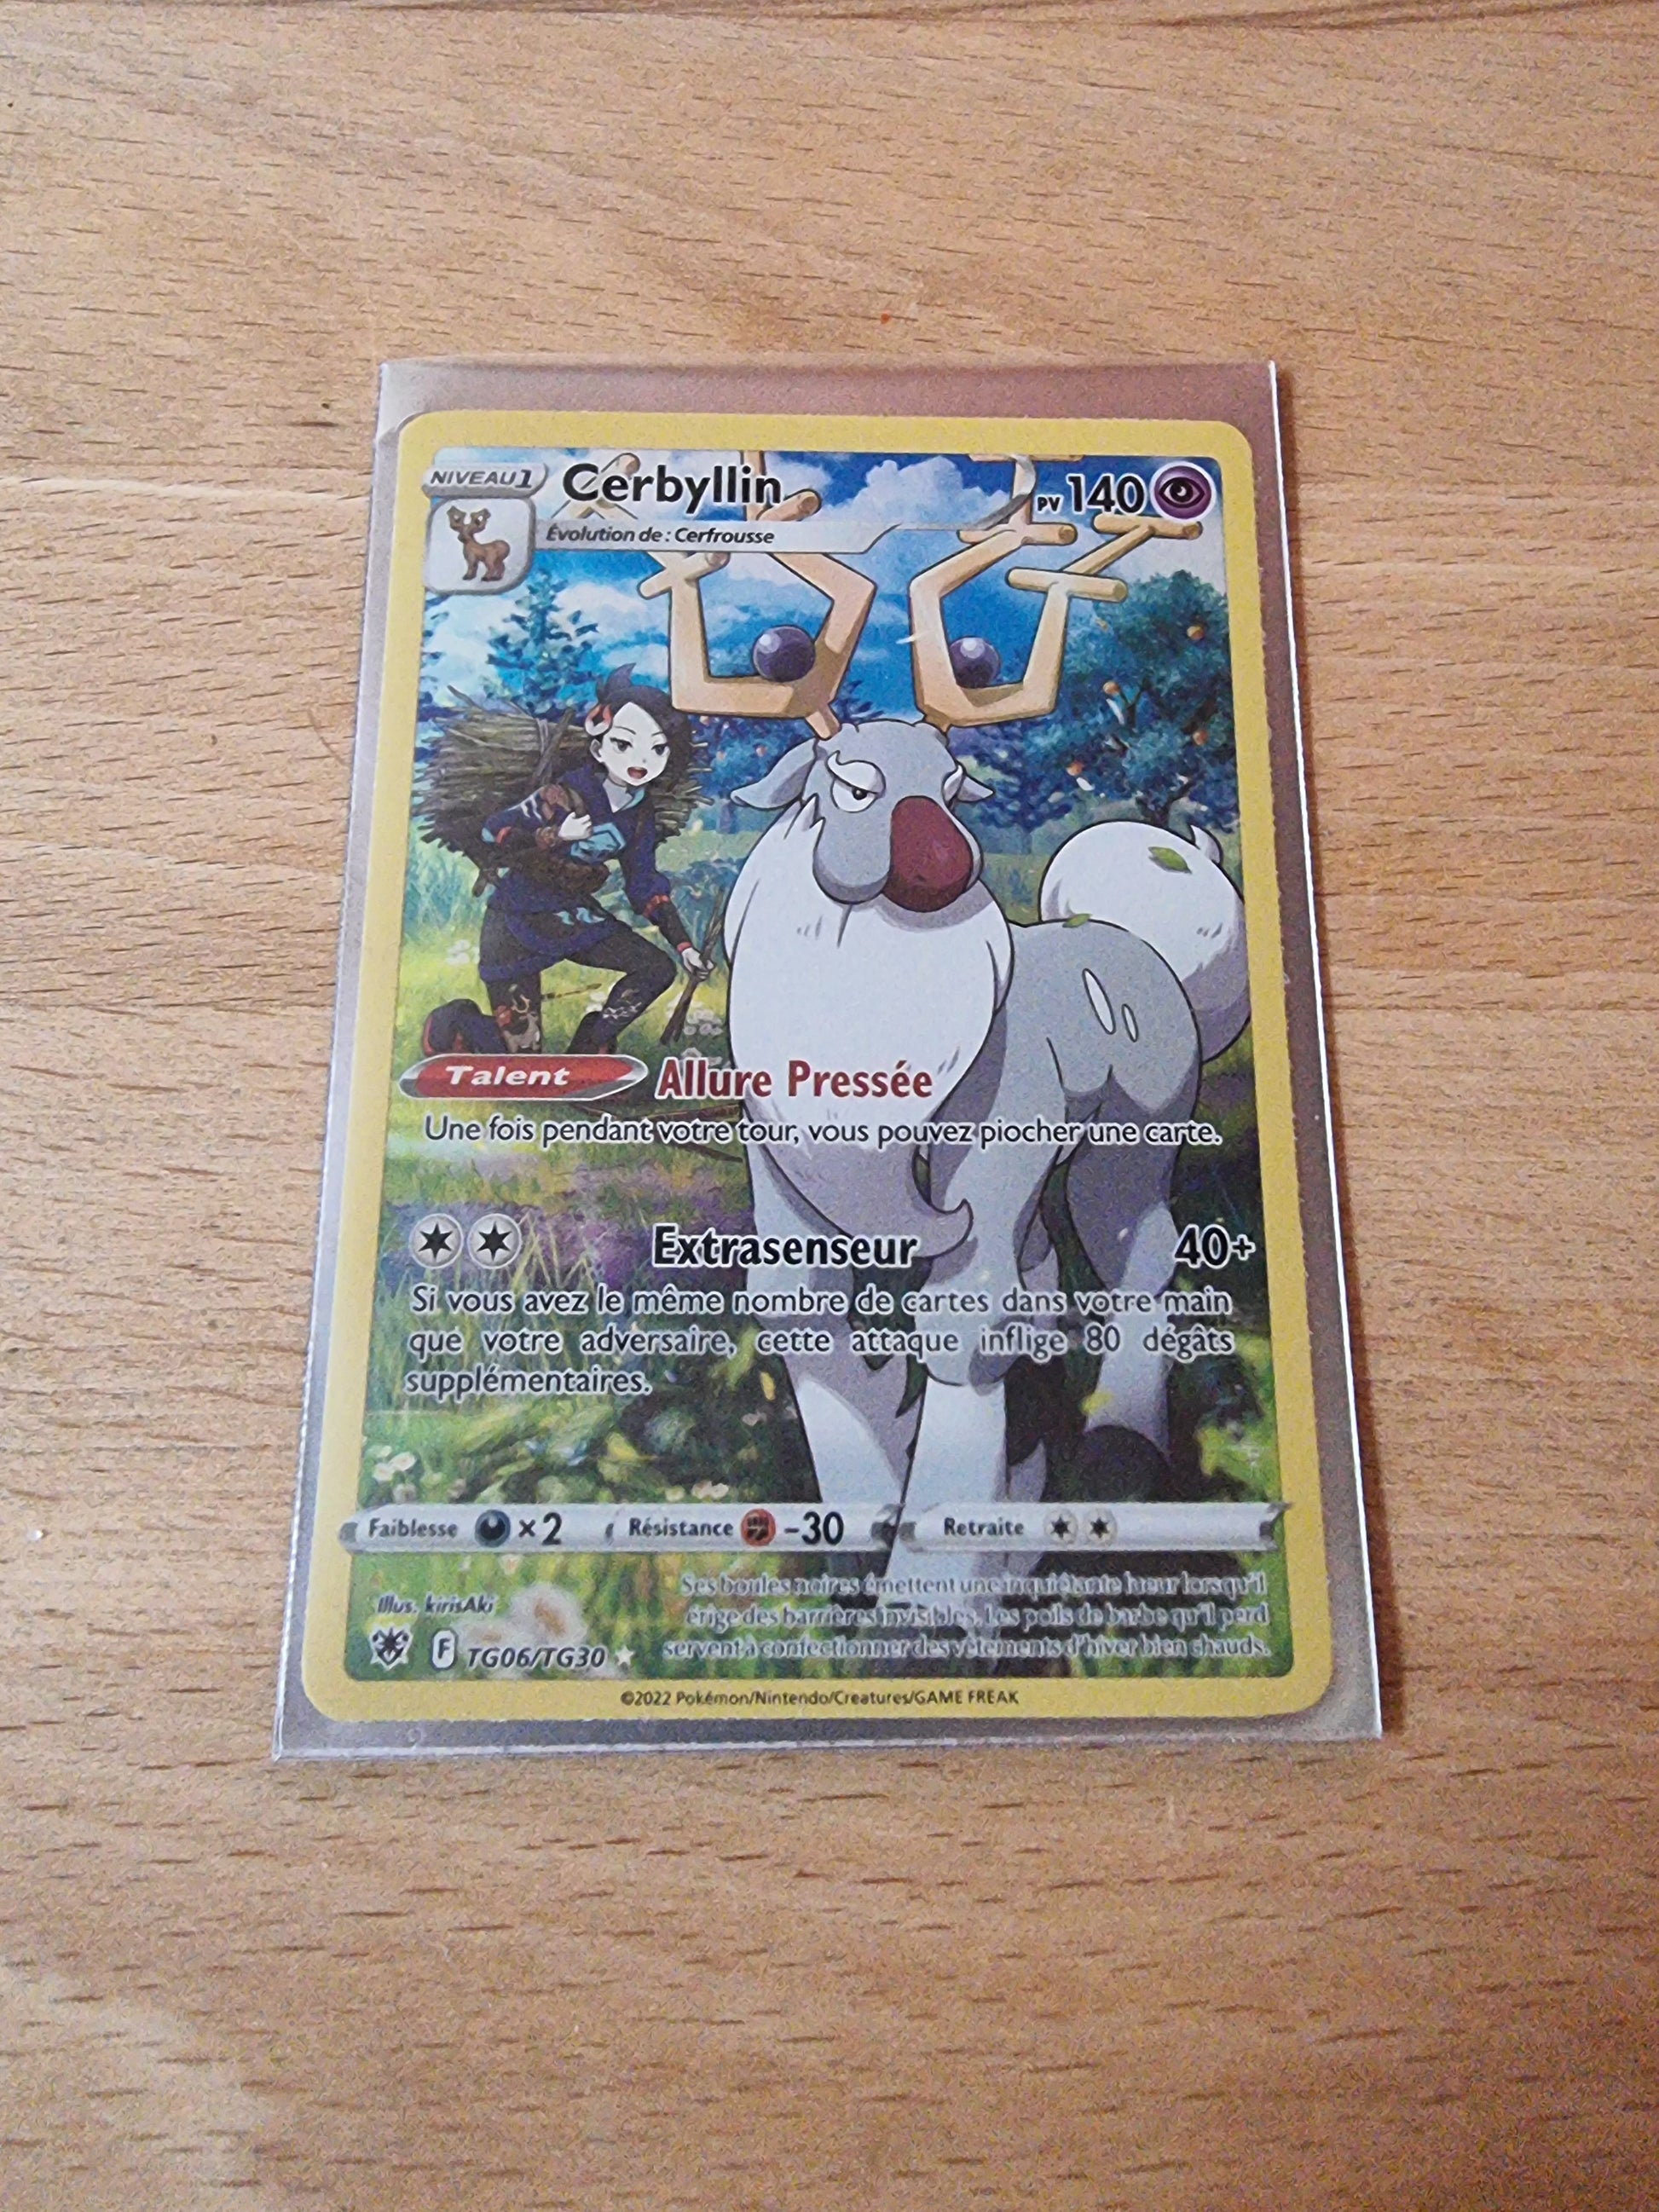 NIVEAU 1
Cerbyllin
PV 140
Évolution de : Cerfrousse
Talent Allure Pressée
Une fois pendant votre tour, vous pouvez piocher une carte.
Extrasenseur 40+
Si vous avez le même nombre de cartes dans votre main
que votre adversaire, cette attaque inflige 80 dégâts
supplémentaires.
Faiblesse ×2 Résistance -30 Retraite
Ses boules noires émettent une inquiétante lueur lorsqu'il
érige des barrières invisibles. Les poils de barbe qu'il perd
servent à confectionner des vêtements d'hiver bien chauds.
Illus. kirisAki
F TG06/TG30
©2022 Pokémon/Nintendo/Creatures/GAME FREAK